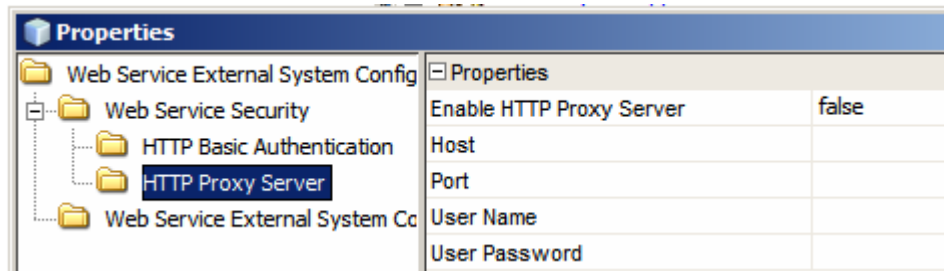 Properties
Web Service External System Config
Web Service Security
HTTP Basic Authentication
HTTP Proxy Server
Web Service External System Co
Properties
Enable HTTP Proxy Server false
Host
Port
User Name
User Password